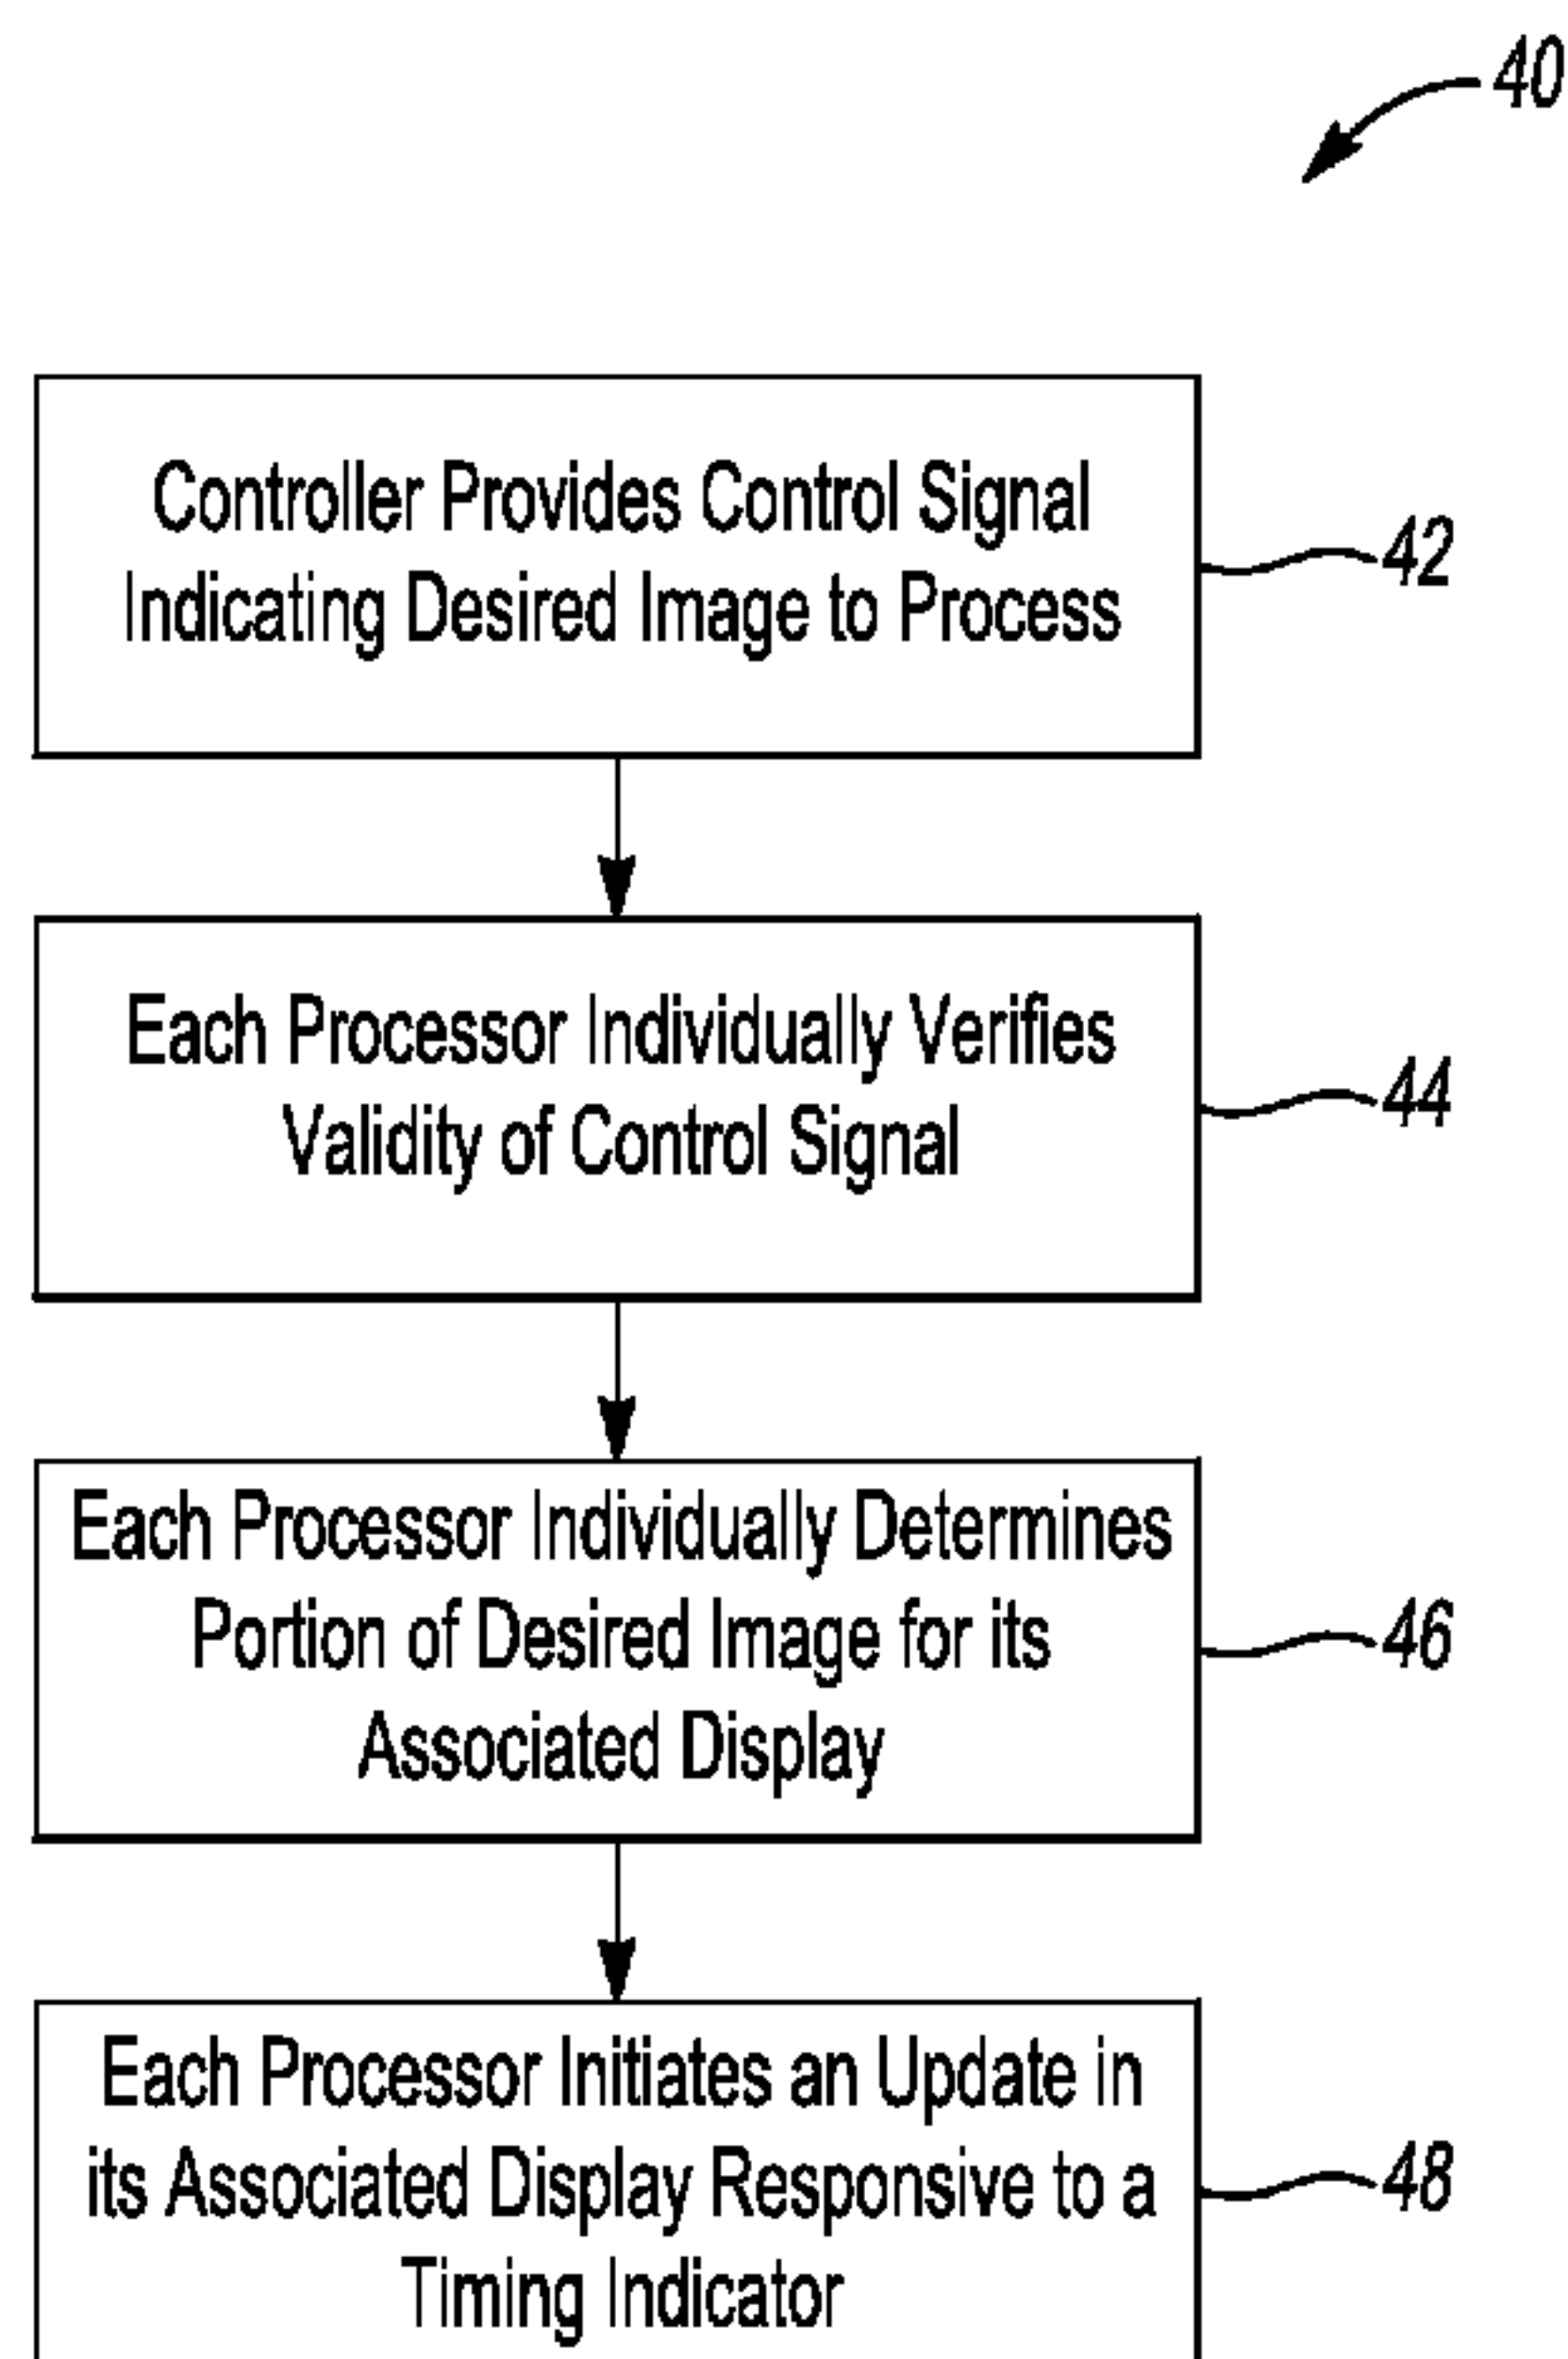 40
Controller Provides Control Signal
Indicating Desired Image to Process
42
Each Processor Individually Verifies
Validity of Control Signal
44
Each Processor Individually Determines
Portion of Desired Image for its
Associated Display
46
Each Processor Initiates an Update in
its Associated Display Responsive to a
Timing Indicator
48